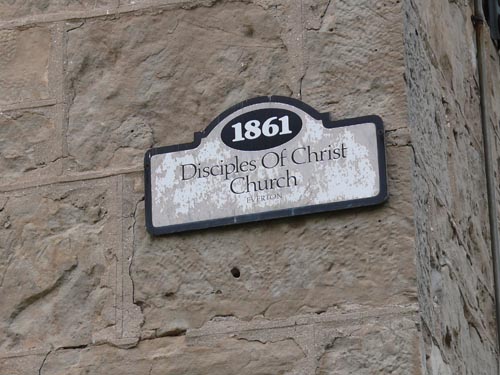 1861
Disciples Of Christ
Church
EVERTON